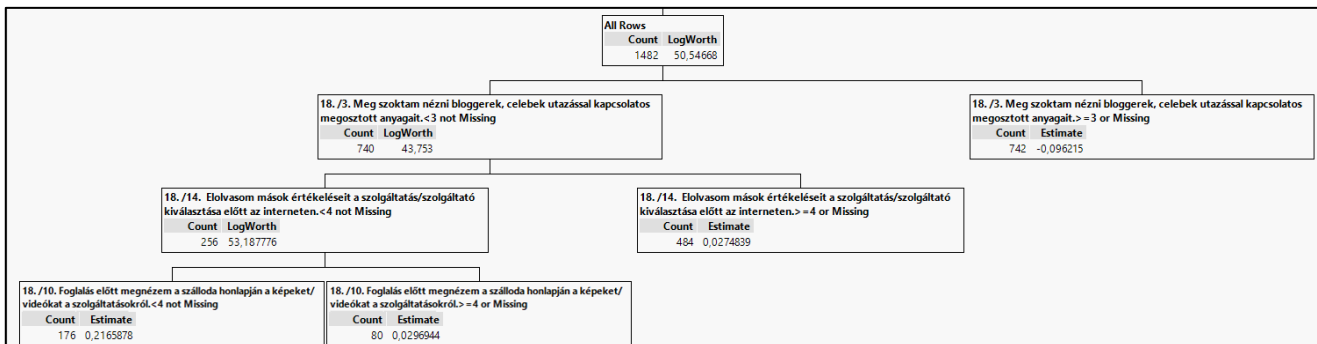 All Rows
Count LogWorth
1482 50,54668
18. /3. Meg szoktam nézni bloggerek, celebek utazással kapcsolatos
megosztott anyagait.<3 not Missing
Count LogWorth
740 43,753
18. /3. Meg szoktam nézni bloggerek, celebek utazással kapcsolatos
megosztott anyagait.>=3 or Missing
Count Estimate
742 -0,096215
18. /14. Elolvasom mások értékeléseit a szolgáltatás/szolgáltató
kiválasztása előtt az interneten.<4 not Missing
Count LogWorth
256 53,187776
18. /14. Elolvasom mások értékeléseit a szolgáltatás/szolgáltató
kiválasztása előtt az interneten.>=4 or Missing
Count Estimate
484 0,0274839
18. /10. Foglalás előtt megnézem a szálloda honlapján a képeket/
videókat a szolgáltatásokról.<4 not Missing
Count Estimate
176 0,2165878
18. /10. Foglalás előtt megnézem a szálloda honlapján a képeket/
videókat a szolgáltatásokról.>=4 or Missing
Count Estimate
80 0,0296944